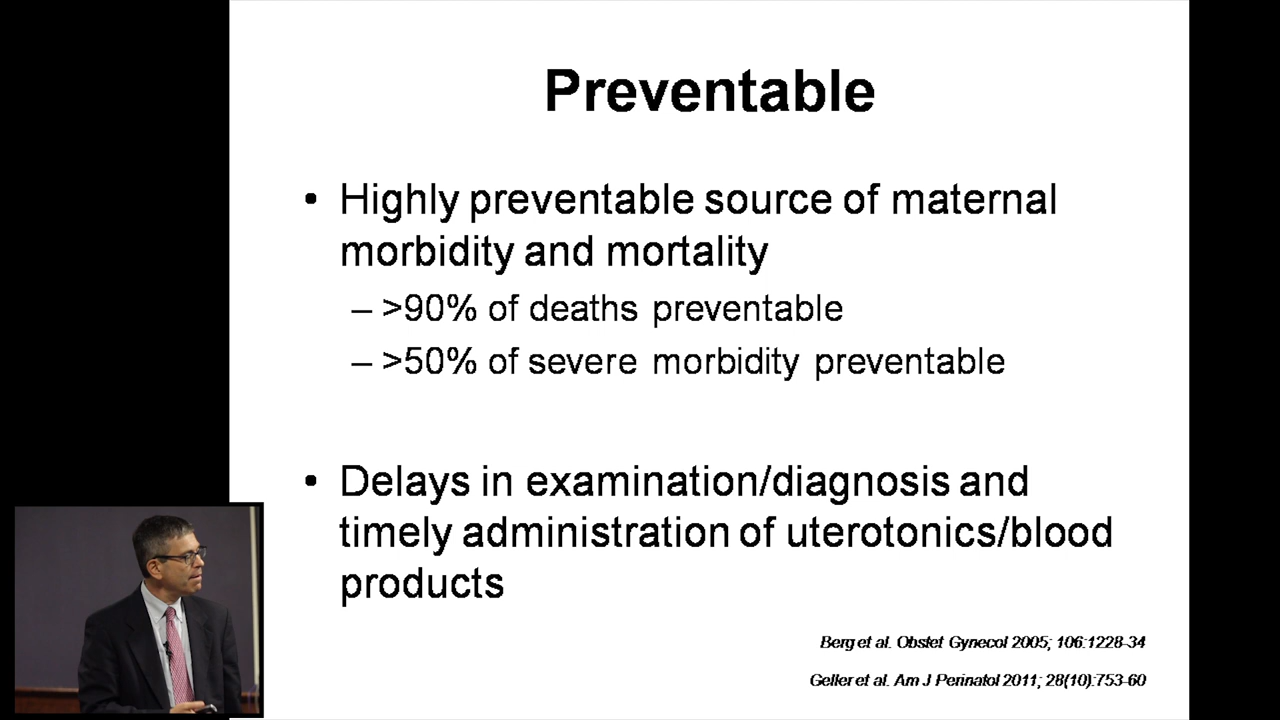 Preventable
• Highly preventable source of maternal
morbidity and mortality
– >90% of deaths preventable
– >50% of severe morbidity preventable
• Delays in examination/diagnosis and
timely administration of uterotonics/blood
products
Berg et al. Obstet Gynecol 2005; 106:1228-34
Geller et al. Am J Perinatol 2011; 28(10):753-60